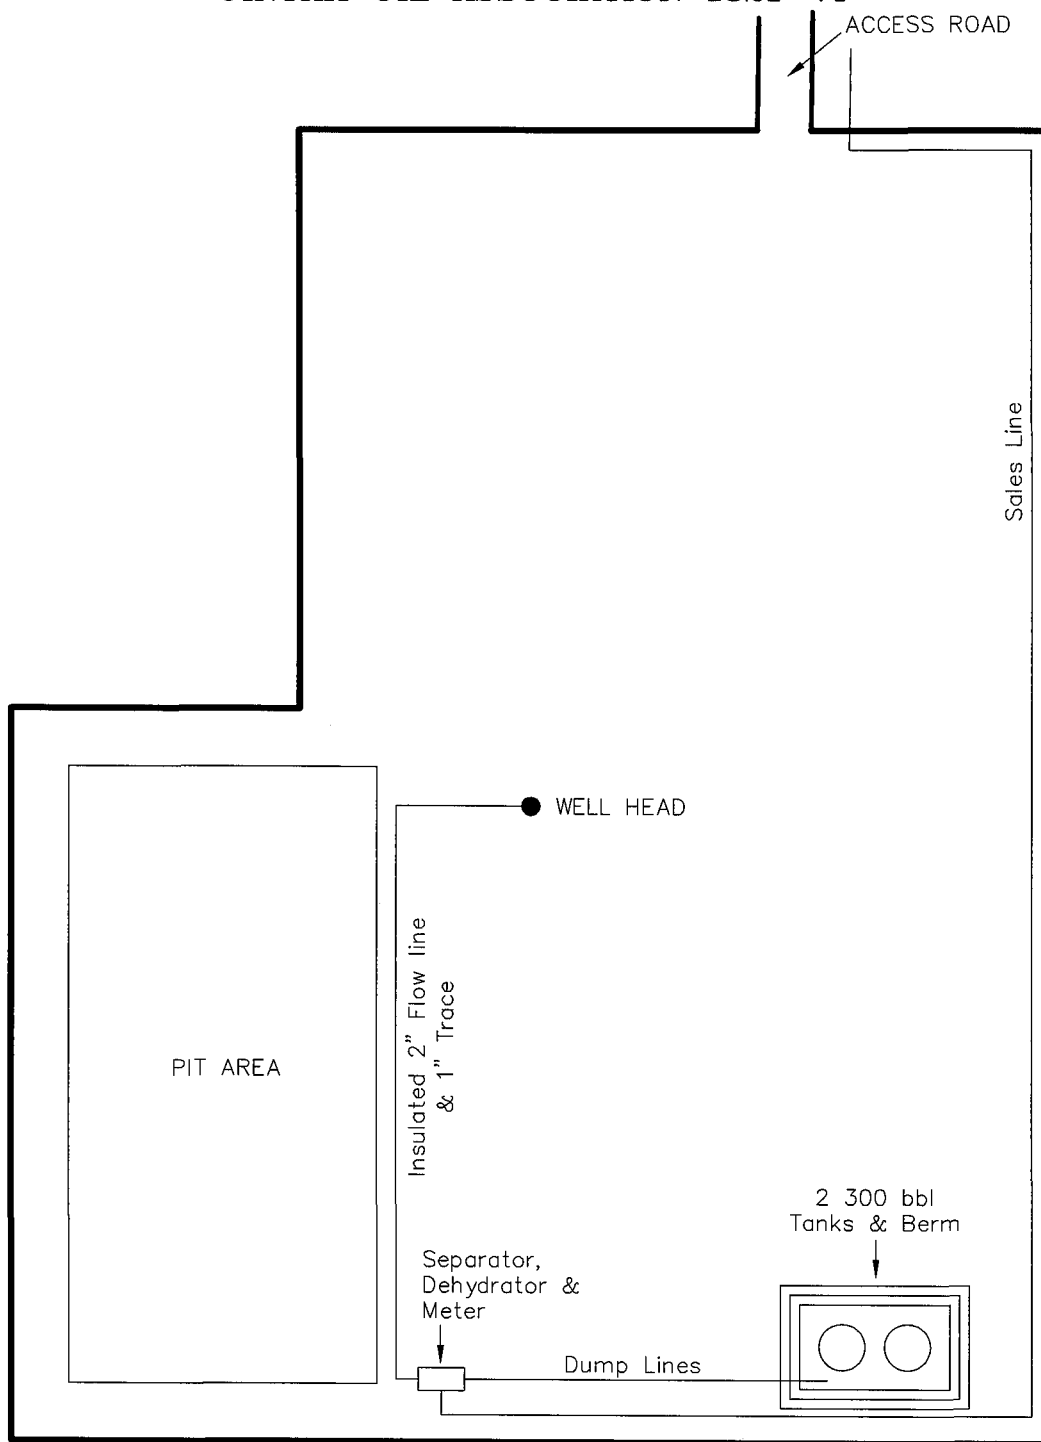 ACCESS ROAD
Sales Line
WELL HEAD
Insulated 2" Flow line
& 1" Trace
PIT AREA
2 300 bbl
Tanks & Berm
Separator,
Dehydrator &
Meter
Dump Lines